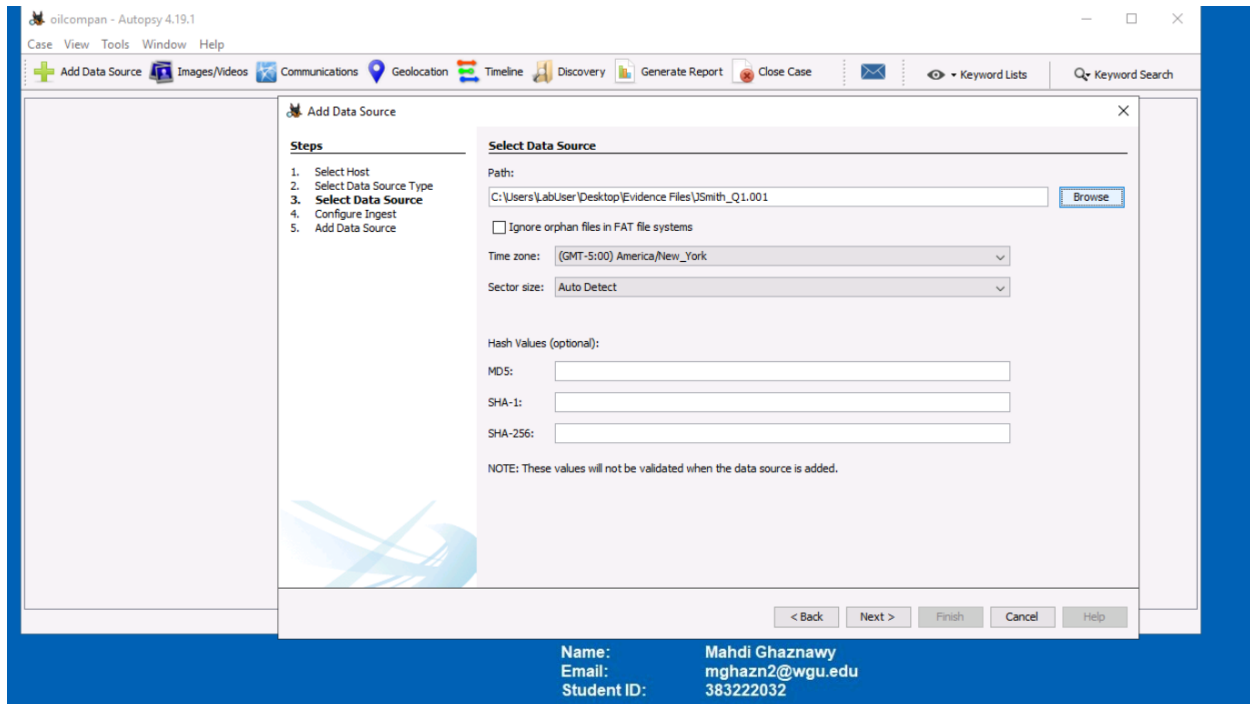 oilcompan - Autopsy 4.19.1
Case View Tools Window Help
Add Data Source Images/Videos Communications Geolocation Timeline Discovery Generate Report Close Case Keyword Lists Keyword Search
Add Data Source
Steps
1. Select Host
2. Select Data Source Type
3. Select Data Source
4. Configure Ingest
5. Add Data Source
Select Data Source
Path:
C:\Users\LabUser\Desktop\Evidence Files\JSmith_Q1.001 Browse
Ignore orphan files in FAT file systems
Time zone: (GMT-5:00) America/New_York
Sector size: Auto Detect
Hash Values (optional):
MD5:
SHA-1:
SHA-256:
NOTE: These values will not be validated when the data source is added.
< Back Next > Finish Cancel Help
Name: Mahdi Ghaznawy
Email: mghazn2@wgu.edu
Student ID: 383222032